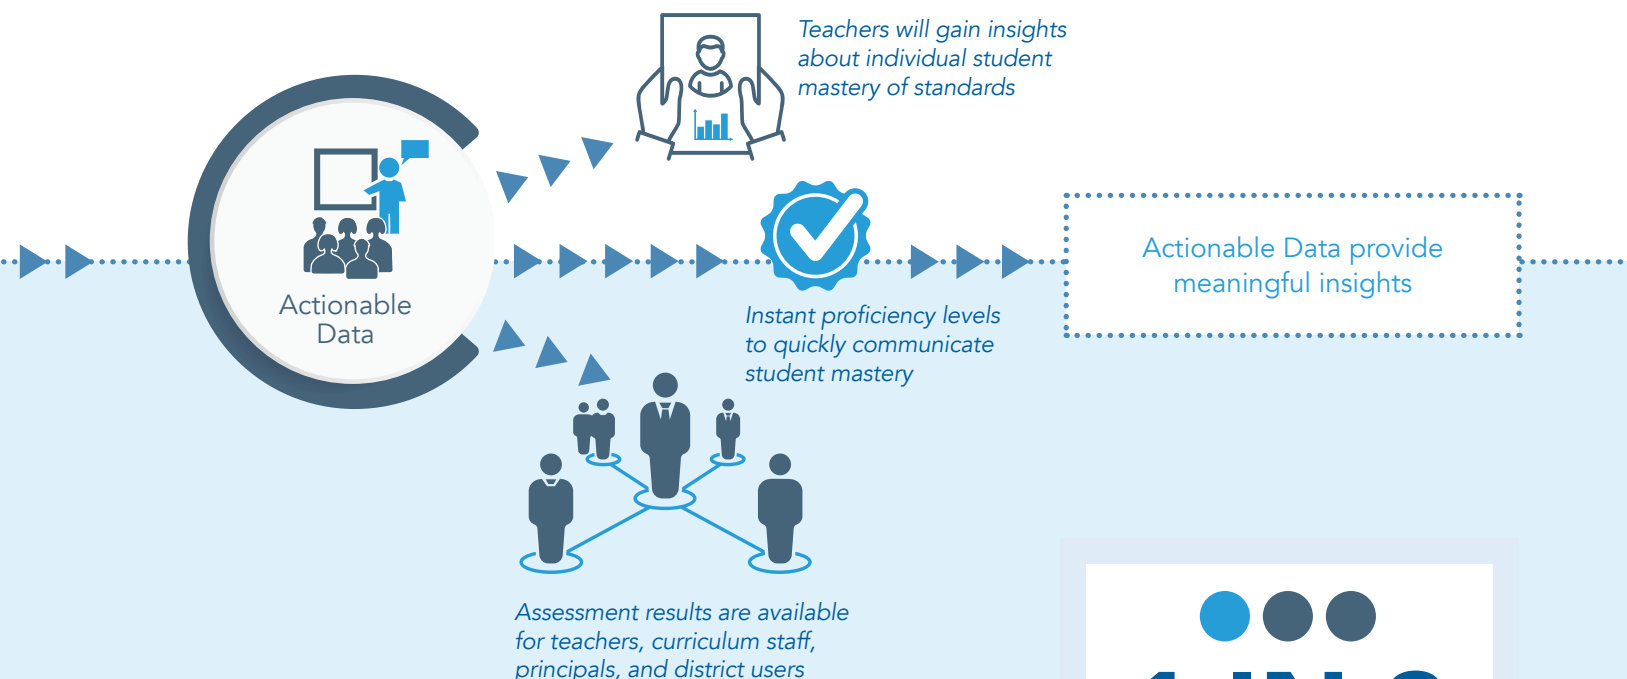 Teachers will gain insights
about individual student
mastery of standards
Actionable
Data
Instant proficiency levels
to quickly communicate
student mastery
Actionable Data provide
meaningful insights
Assessment results are available
for teachers, curriculum staff,
principals, and district users